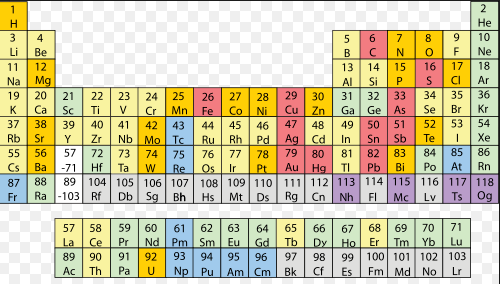 1 2
H He
3 4 5 6 7 8 9 10
Li Be B C N O F Ne
11 12 13 14 15 16 17 18
Na Mg Al Si P S Cl Ar
19 20 21 22 23 24 25 26 27 28 29 30 31 32 33 34 35 36
K Ca Sc Ti V Cr Mn Fe Co Ni Cu Zn Ga Ge As Se Br Kr
37 38 39 40 41 42 43 44 45 46 47 48 49 50 51 52 53 54
Rb Sr Y Zr Nb Mo Tc Ru Rh Pd Ag Cd In Sn Sb Te I Xe
55 56 57 72 73 74 75 76 77 78 79 80 81 82 83 84 85 86
Cs Ba -71 Hf Ta W Re Os Ir Pt Au Hg Tl Pb Bi Po At Rn
87 88 89 104 105 106 107 108 109 110 111 112 113 114 115 116 117 118
Fr Ra -103 Rf Db Sg Bh Hs Mt Ds Rg Cn Nh Fl Mc Lv Ts Og
57 58 59 60 61 62 63 64 65 66 67 68 69 70 71
La Ce Pr Nd Pm Sm Eu Gd Tb Dy Ho Er Tm Yb Lu
89 90 91 92 93 94 95 96 97 98 99 100 101 102 103
Ac Th Pa U Np Pu Am Cm Bk Cf Es Fm Md No Lr